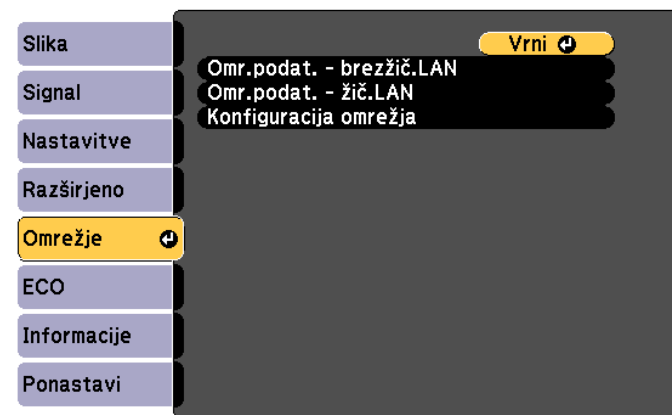 Slika
Signal
Nastavitve
Razširjeno
Omrežje
ECO
Informacije
Ponastavi
Vrni
Omr.podat. - brezžič.LAN
Omr.podat. - žič.LAN
Konfiguracija omrežja